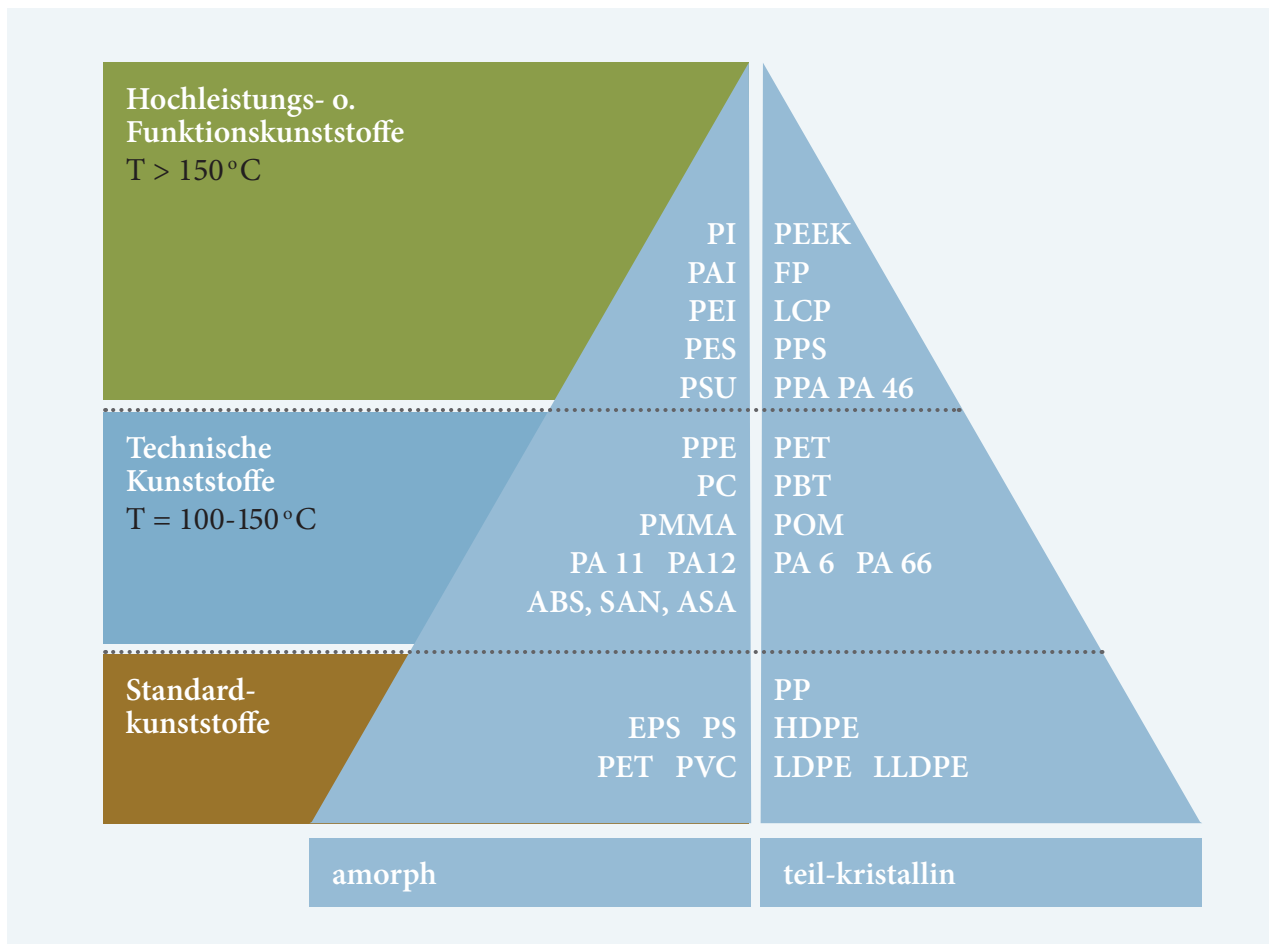 Hochleistungs- o.
Funktionskunststoffe
T > 150 °C
PI PEEK
PAI FP
PEI LCP
PES PPS
PSU PPA PA 46
Technische
Kunststoffe
T = 100-150 °C
PPE PET
PC PBT
PMMA POM
PA 11 PA12 PA 6 PA 66
ABS, SAN, ASA
Standard-
kunststoffe
PP
EPS PS HDPE
PET PVC LDPE LLDPE
amorph teil-kristallin